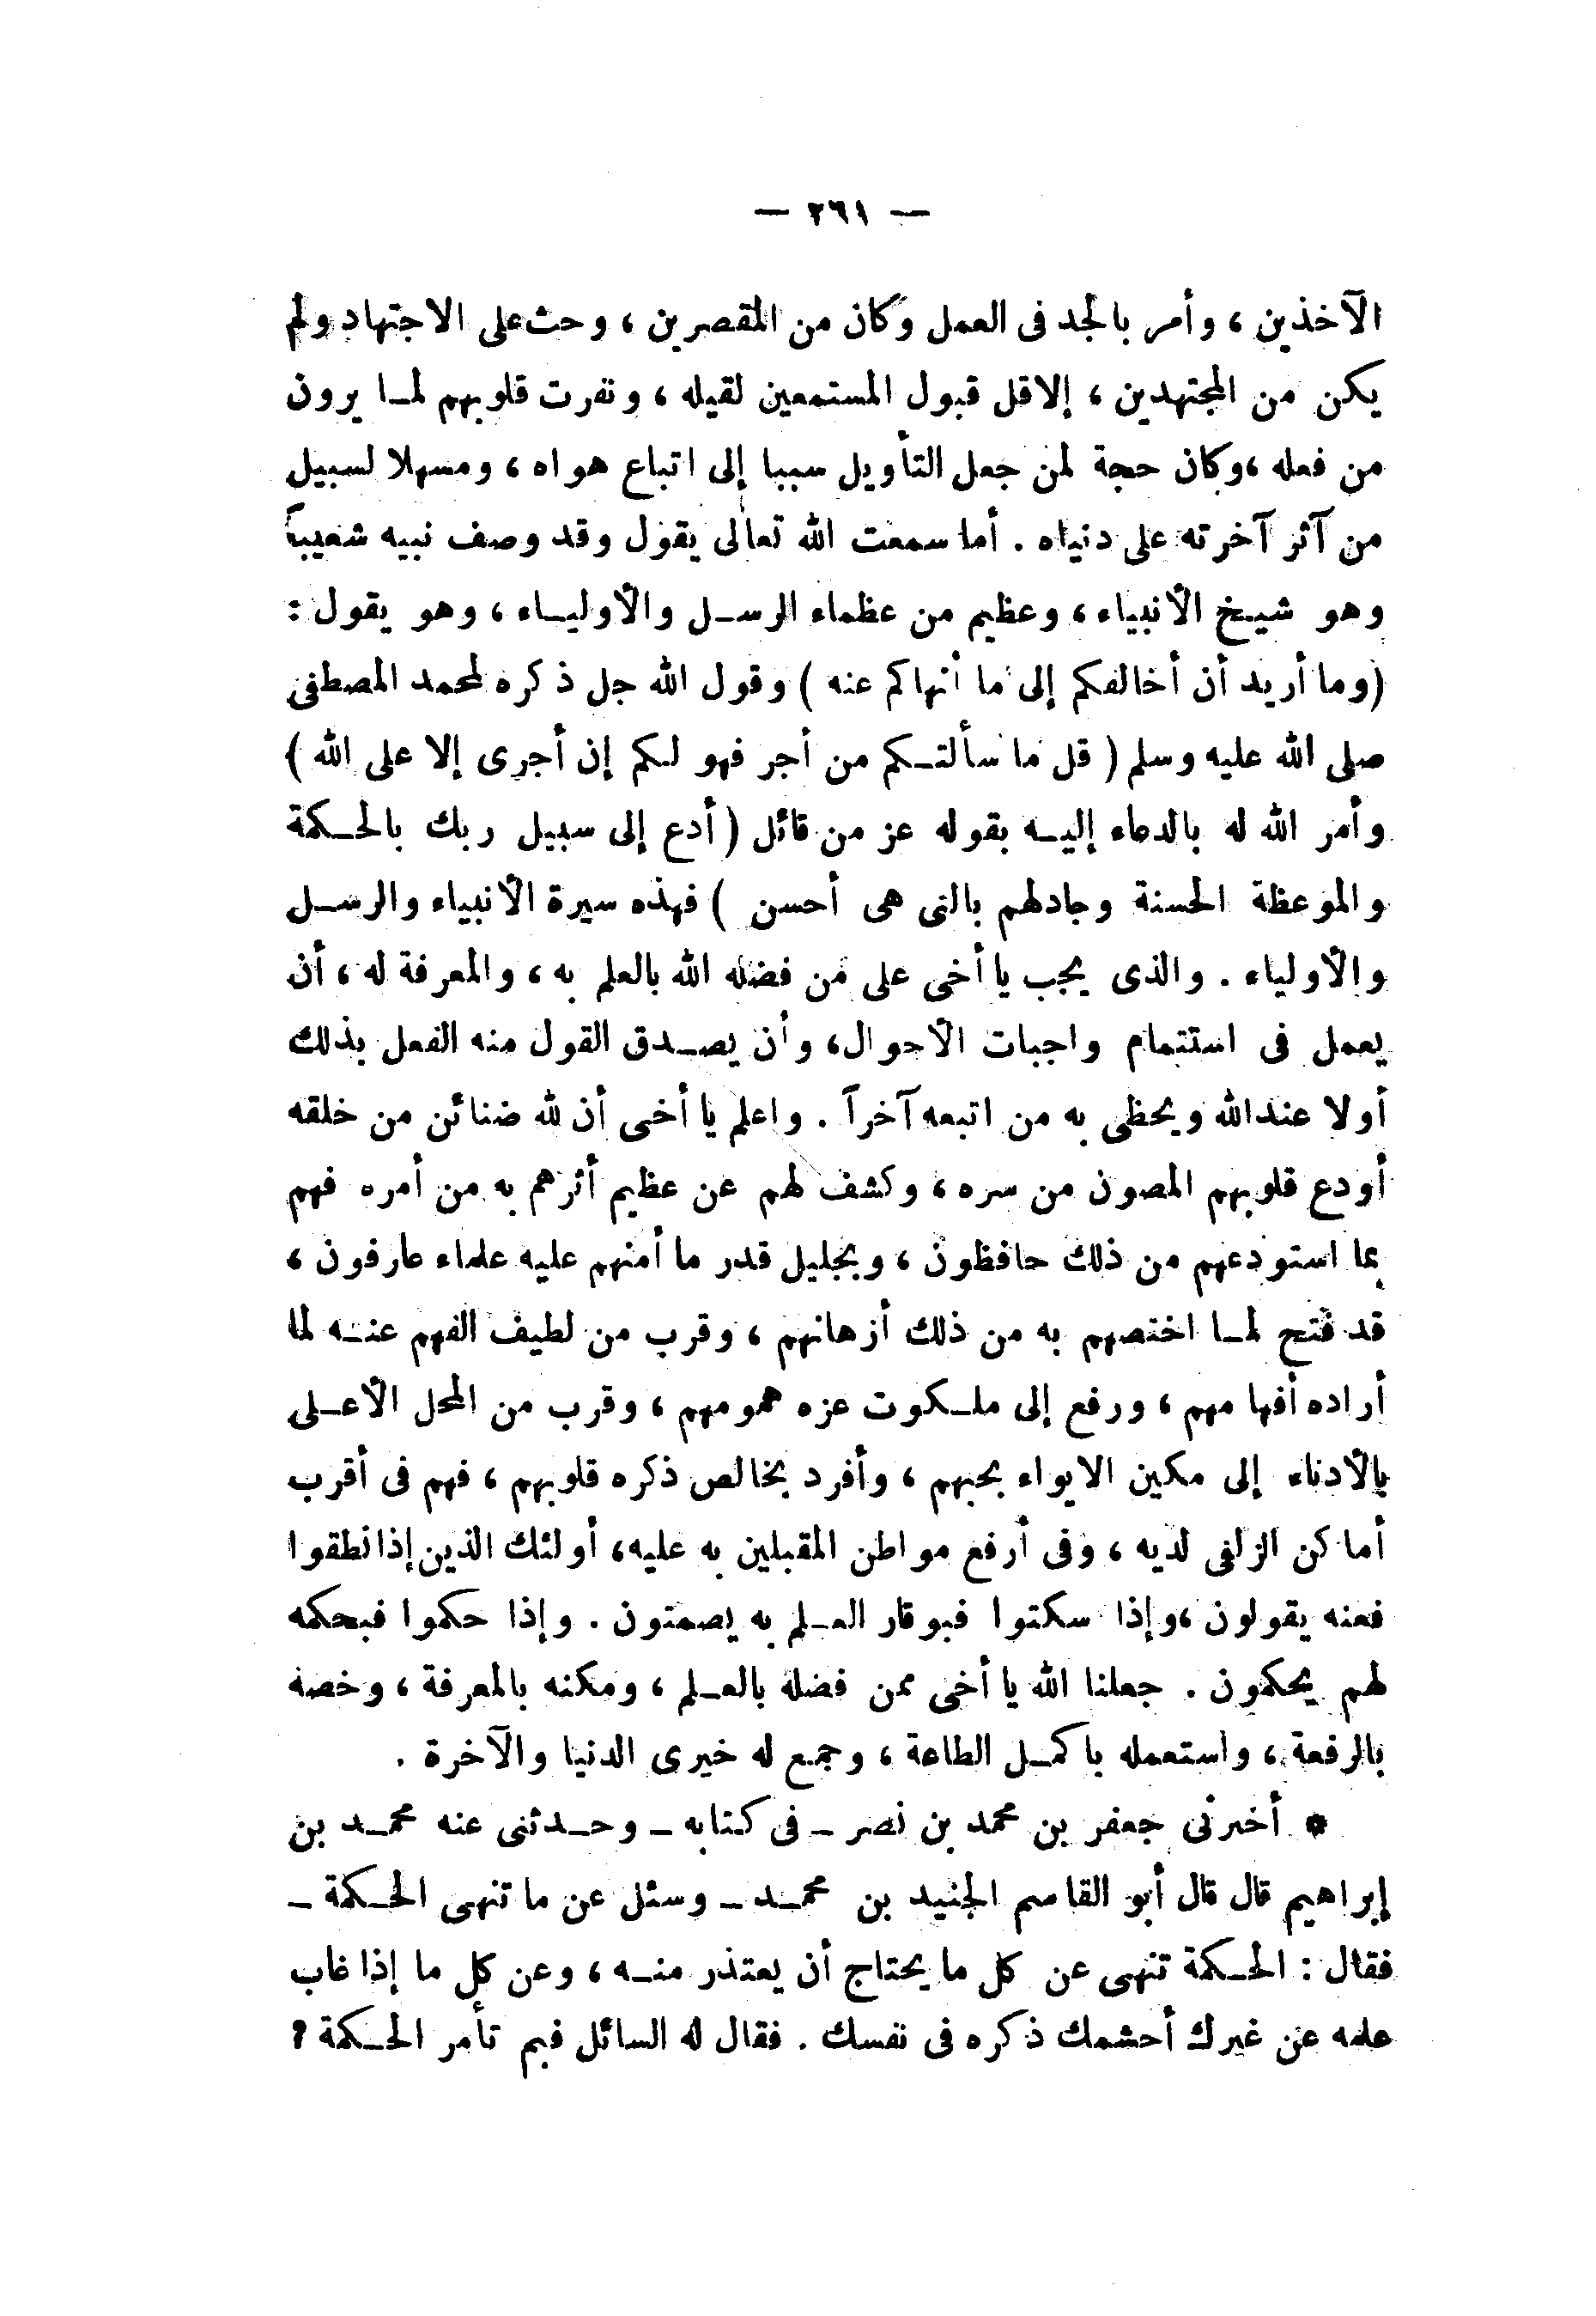 — ٢٦١ —
الآخذين ، وأمر بالجد فى العمل وكان من المقصرين ، وحث على الاجتهاد ولم
يكن من المجتهدين ، إلا قل قبول المستمعين لقيله ، ونفرت قلوبهم لما يرون
من فعله ، وكان حجة لمن جعل التأويل سببا إلى اتباع هواه ، ومسهلا لسبيل
من آثر آخرته على دنياه . أما سمعت الله تعالى يقول وقد وصف نبيه شعيباً
وهو شيخ الأنبياء ، وعظيم من عظماء الرسل والأولياء ، وهو يقول :
( وما أريد أن أخالفكم إلى ما أنهاكم عنه ) وقول الله جل ذكره لمحمد المصطفى
صلى الله عليه وسلم ( قل ما سألتكم من أجر فهو لكم إن أجرى إلا على الله )
وأمر الله له بالدعاء إليه بقوله عز من قائل ( أدع إلى سبيل ربك بالحكمة
والموعظة الحسنة وجادلهم بالتى هى أحسن ) فهذه سيرة الأنبياء والرسل
والأولياء . والذى يجب يا أخى على من فضله الله بالعلم به ، والمعرفة له ، أن
يعمل فى استتمام واجبات الأحوال ، وأن يصدق القول منه الفعل بذلك
أولا عند الله ويحظى به من اتبعه آخراً . واعلم يا أخى أن لله ضنائن من خلقه
أودع قلوبهم المصون من سره ، وكشف لهم عن عظيم أثرهم به من أمره فهم
بما استودعهم من ذلك حافظون ، وبجليل قدر ما أمنهم عليه علماء عارفون ،
قد فتح لما اختصهم به من ذلك أزهانهم ، وقرب من لطيف الفهم عنه لما
أراده أفهامهم ، ورفع إلى ملكوت عزه همومهم ، وقرب من المحل الأعلى
بالأدناء إلى مكين الايواء بحبهم ، وأفرد بخالص ذكره قلوبهم ، فهم فى أقرب
أماكن الزلفى لديه ، وفى أرفع مواطن المقبلين به عليه ، أولئك الذين إذا نطقوا
فعنه يقولون ، وإذا سكتوا فبوقار العلم به يصمتون . وإذا حكموا فبحكمه
لهم يحكمون . جعلنا الله يا أخى ممن فضله بالعلم ، ومكنه بالمعرفة ، وخصه
بالرفعة ، واستعمله باكمل الطاعة ، وجمع له خيرى الدنيا والآخرة .
* أخبرنى جعفر بن محمد بن نصر ـ فى كتابه ـ وحدثنى عنه محمد بن
إبراهيم قال قال أبو القاسم الجنيد بن محمد ـ وسئل عن ما تنهى الحكمة ـ
فقال : الحكمة تنهى عن كل ما يحتاج أن يعتذر منه ، وعن كل ما إذا غاب
علمه عن غيرك أحشمك ذكره فى نفسك . فقال له السائل فبم تأمر الحكمة ؟